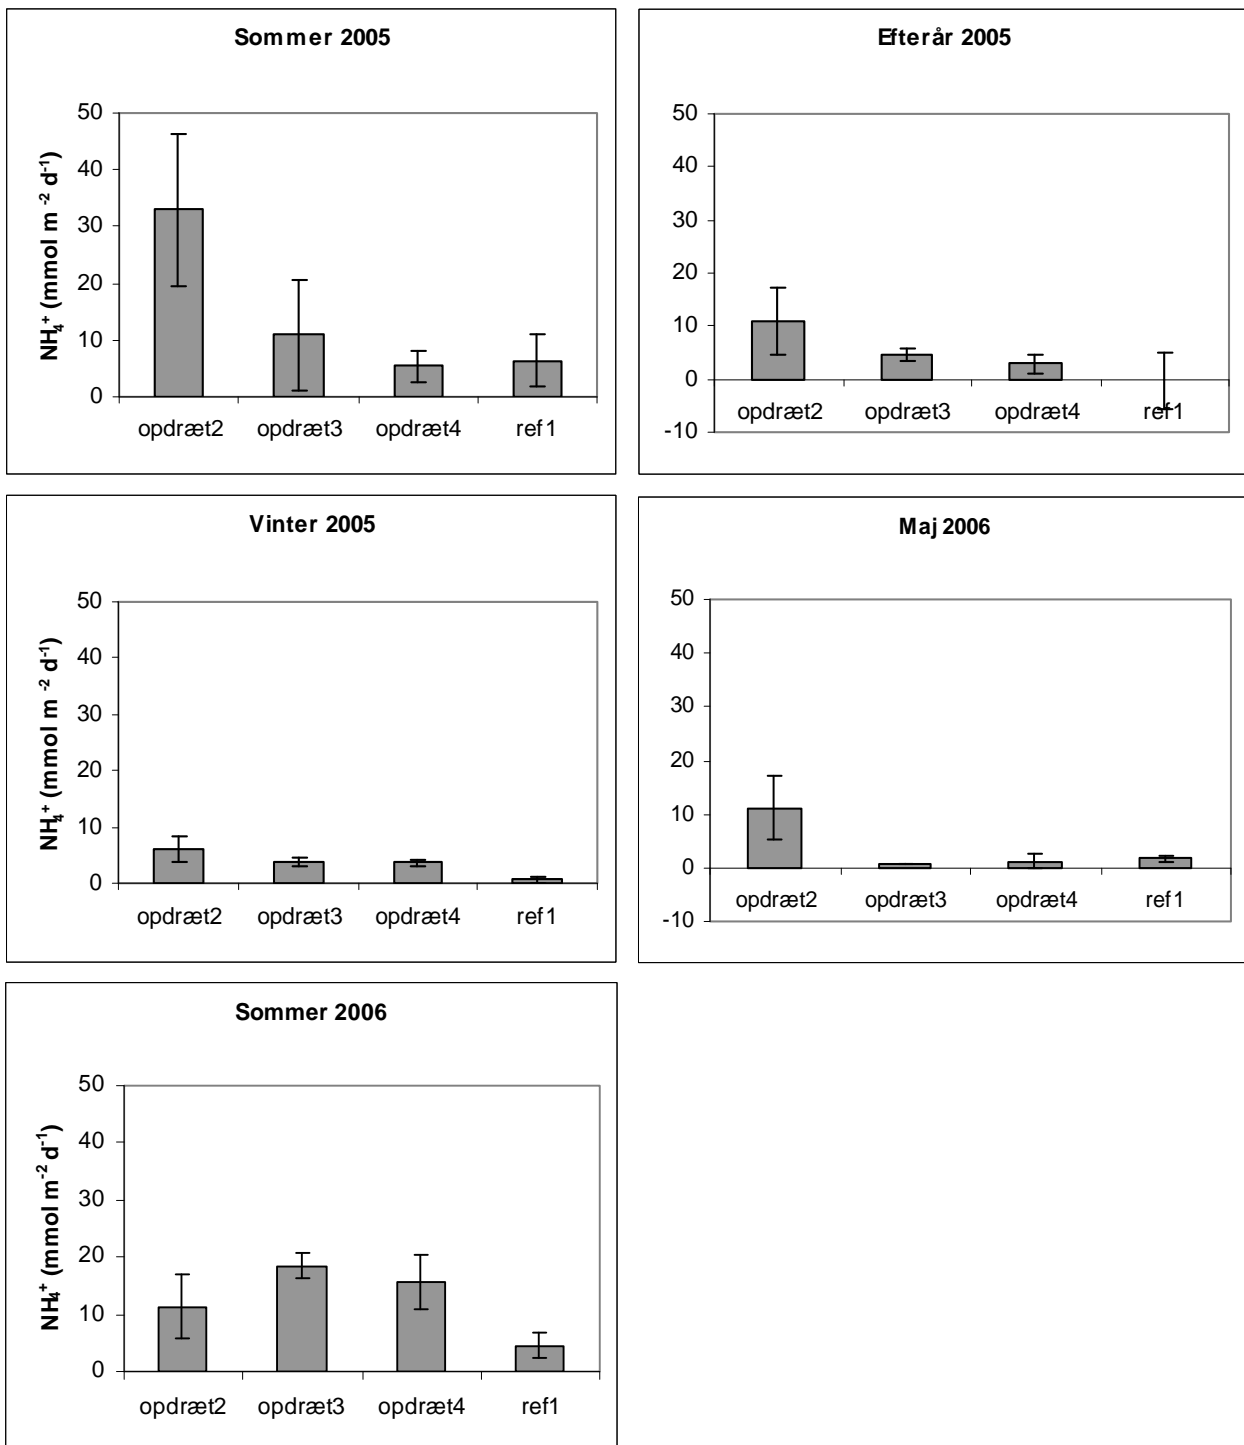 Sommer 2005
NH₄⁺ (mmol m⁻² d⁻¹)
50
40
30
20
10
0
opdræt2 opdræt3 opdræt4 ref1
Efterår 2005
50
40
30
20
10
0
-10
opdræt2 opdræt3 opdræt4 ref1
Vinter 2005
NH₄⁺ (mmol m⁻² d⁻¹)
50
40
30
20
10
0
opdræt2 opdræt3 opdræt4 ref1
Maj 2006
50
40
30
20
10
0
-10
opdræt2 opdræt3 opdræt4 ref1
Sommer 2006
NH₄⁺ (mmol m⁻² d⁻¹)
50
40
30
20
10
0
opdræt2 opdræt3 opdræt4 ref1